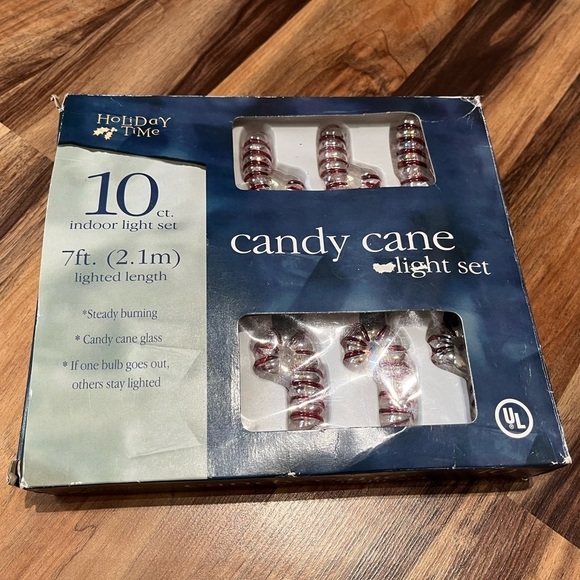 HOLiDAY
TiME
10 ct.
indoor light set
7ft. (2.1m)
lighted length
*Steady burning
* Candy cane glass
* If one bulb goes out,
others stay lighted
candy cane
light set
UL